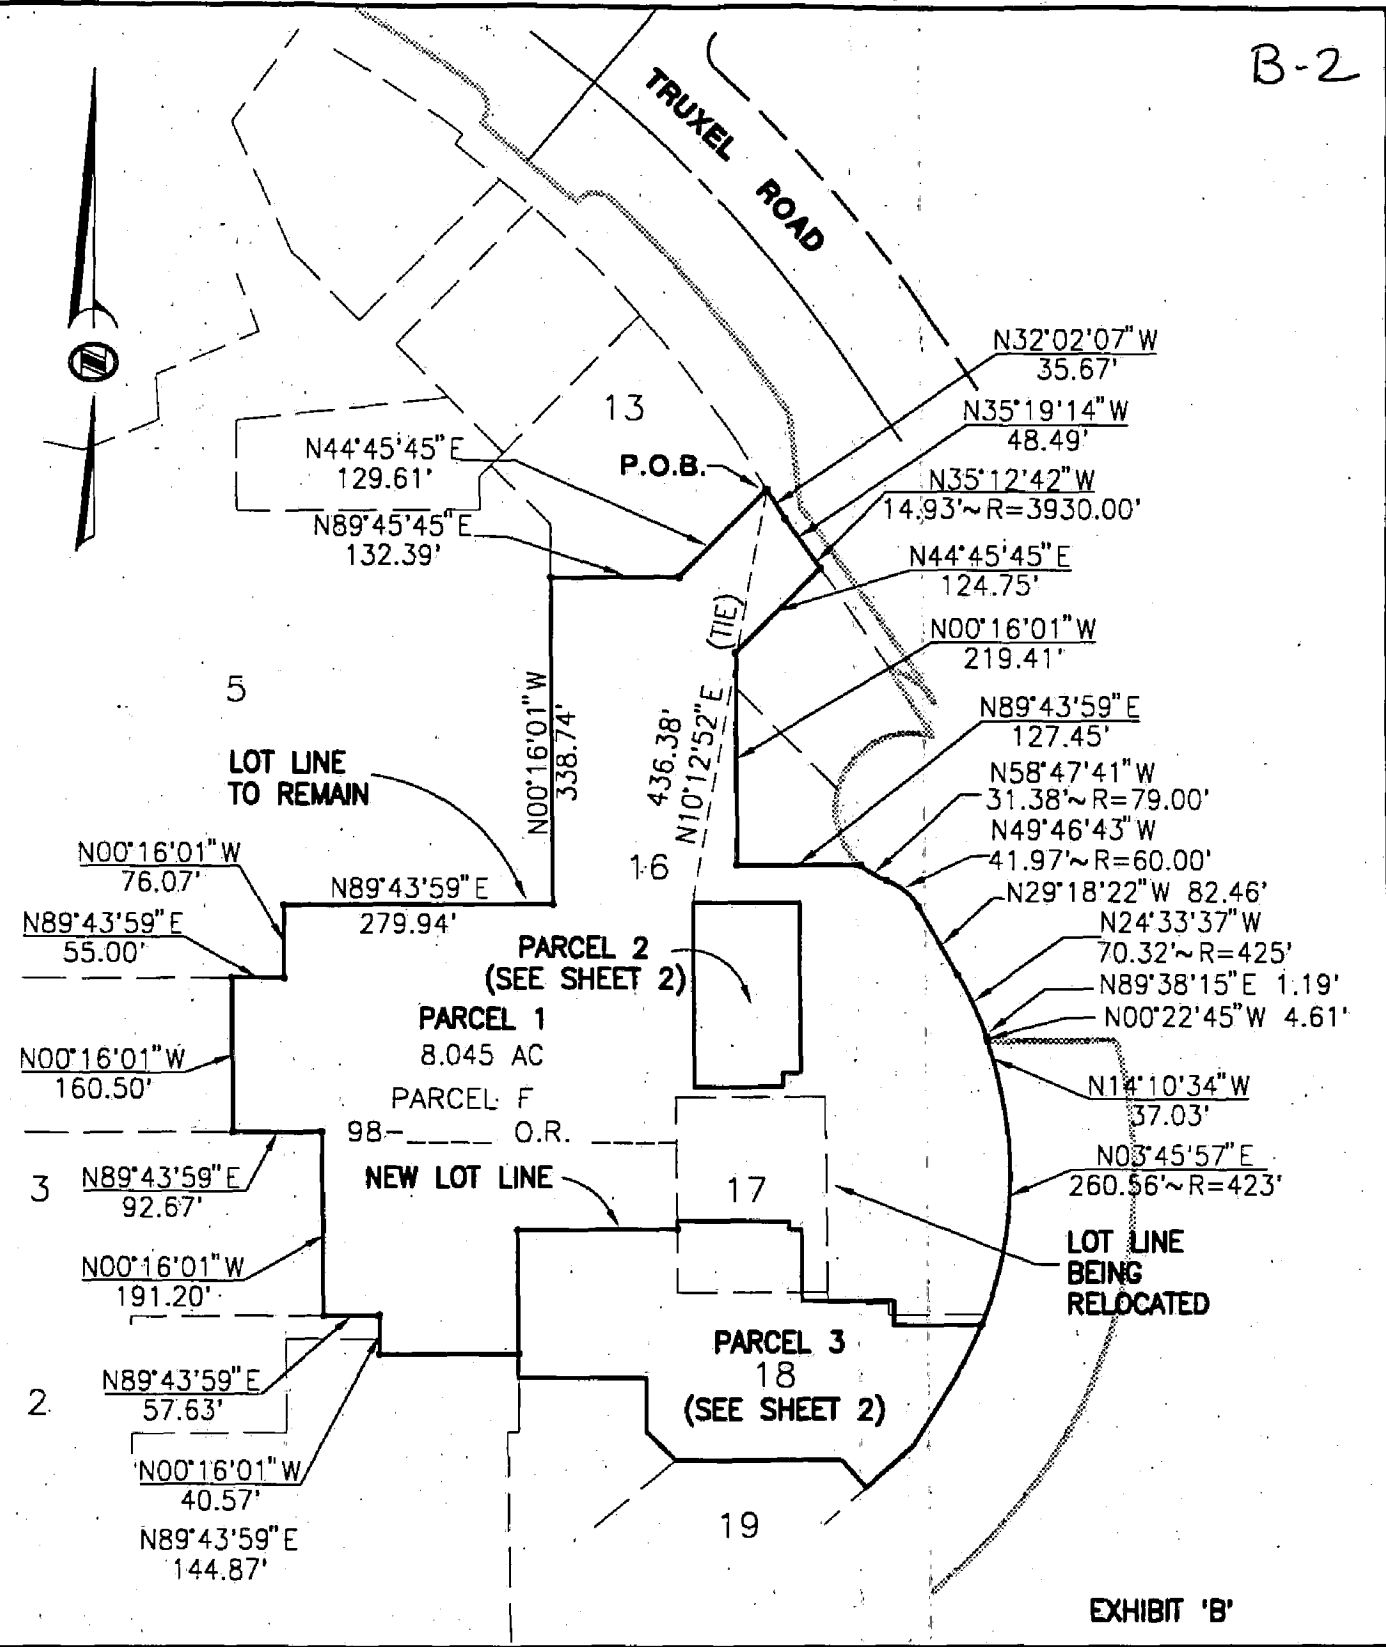 B-2
TRUXEL ROAD
N32°02'07"W
35.67'
N35°19'14"W
48.49'
13
N44°45'45"E
129.61'
P.O.B.
N35°12'42"W
14.93'~R=3930.00'
N89°45'45"E
132.39'
N44°45'45"E
124.75'
(TIE)
N00°16'01"W
219.41'
5
N00°16'01"W
338.74'
436.38'
N10°12'52"E
N89°43'59"E
127.45'
LOT LINE
TO REMAIN
N58°47'41"W
31.38'~R=79.00'
N49°46'43"W
41.97'~R=60.00'
N00°16'01"W
76.07'
16
N89°43'59"E
279.94'
N29°18'22"W 82.46'
N89°43'59"E
55.00'
N24°33'37"W
70.32'~R=425'
PARCEL 2
(SEE SHEET 2)
N89°38'15"E 1.19'
PARCEL 1
8.045 AC
N00°22'45"W 4.61'
N00°16'01"W
160.50'
PARCEL F
98-____ O.R.
N14°10'34"W
37.03'
3
N89°43'59"E
92.67'
NEW LOT LINE
17
N03°45'57"E
260.56'~R=423'
N00°16'01"W
191.20'
LOT LINE
BEING
RELOCATED
PARCEL 3
18
(SEE SHEET 2)
2
N89°43'59"E
57.63'
N00°16'01"W
40.57'
N89°43'59"E
144.87'
19
EXHIBIT 'B'